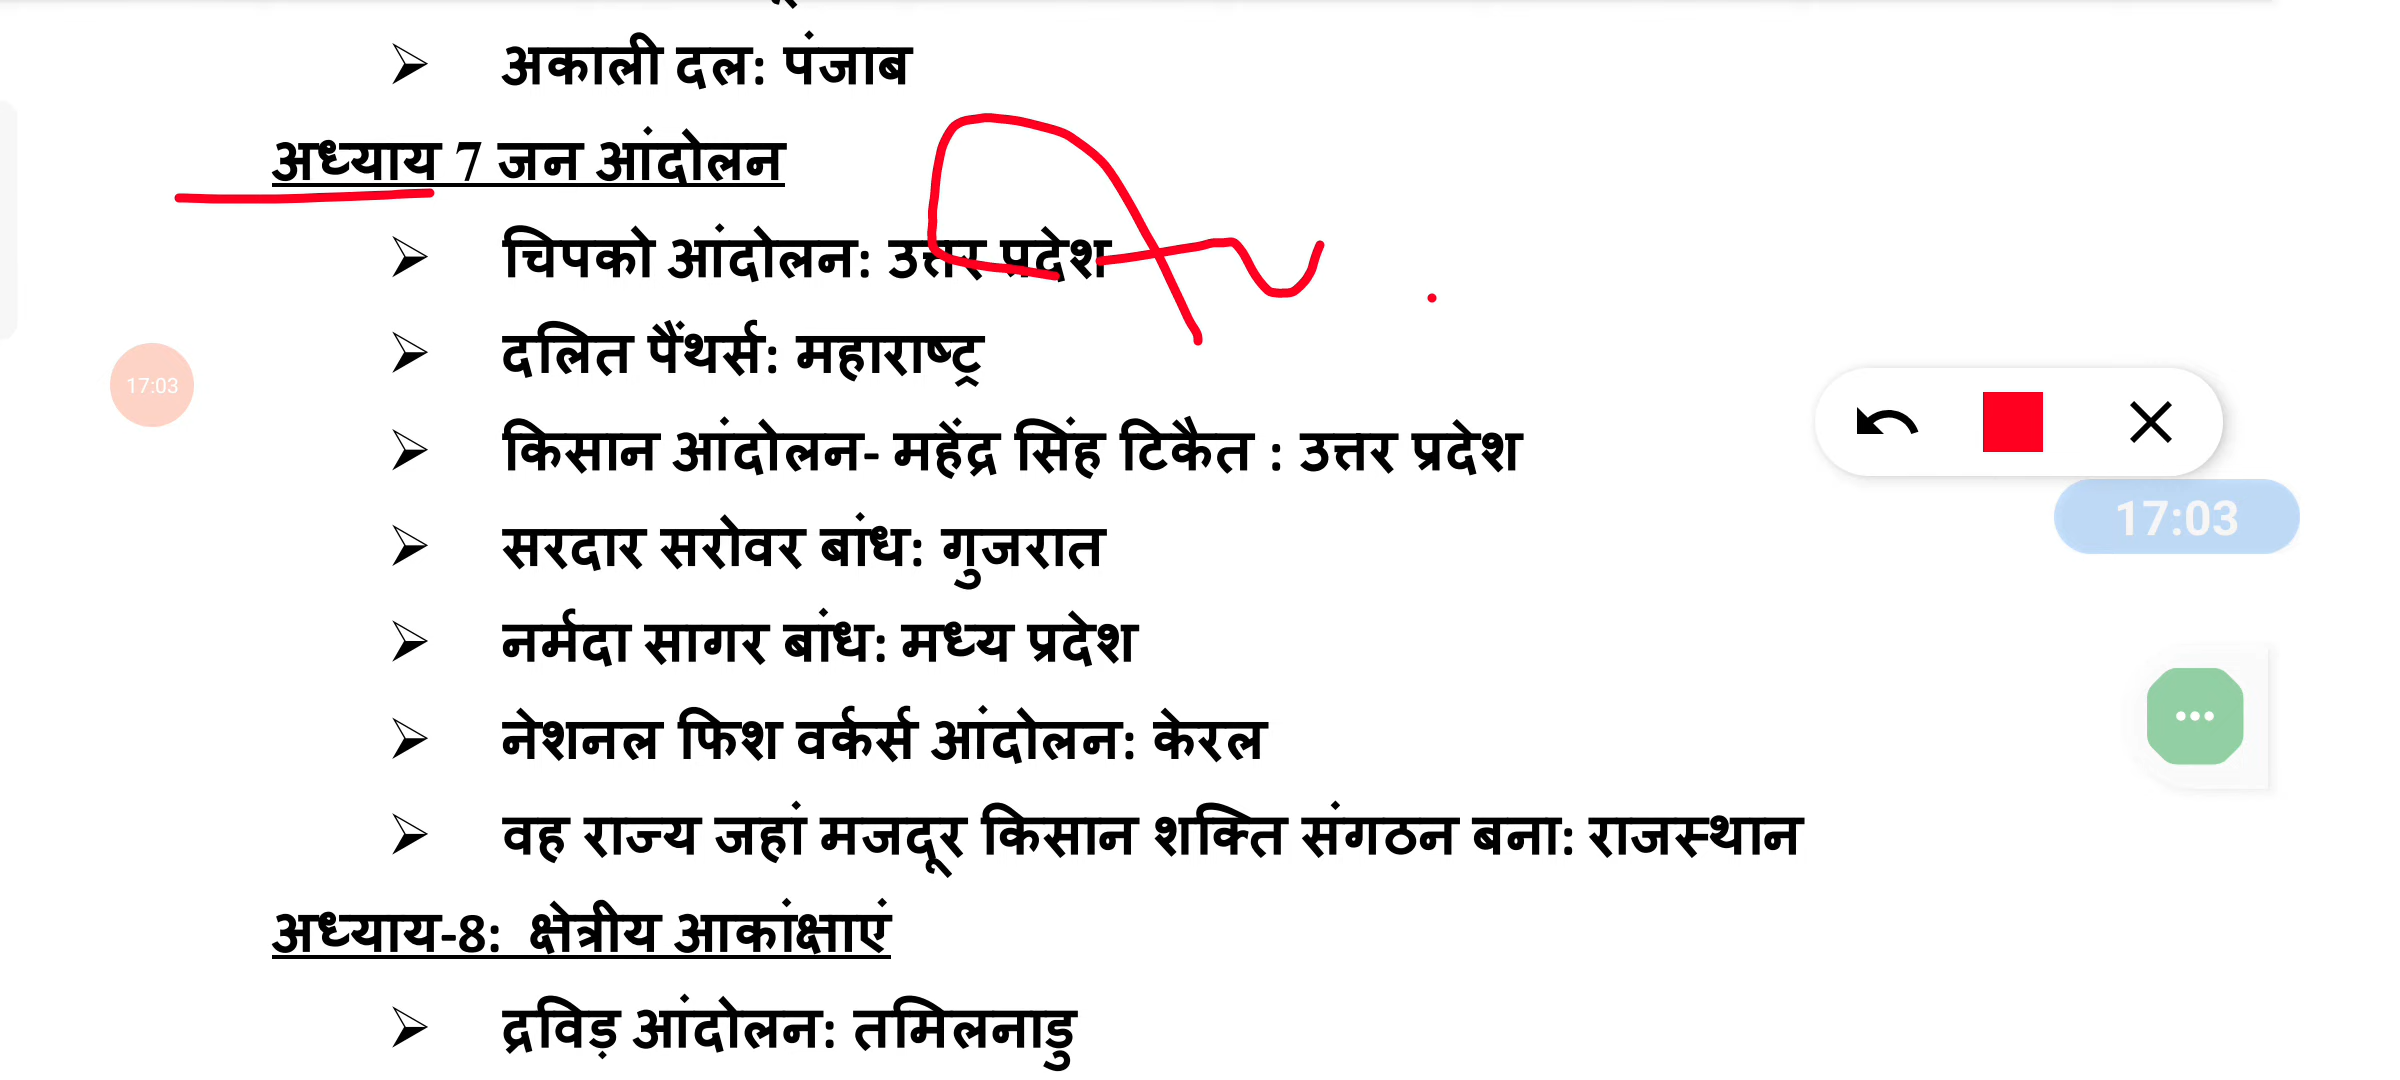 अकाली दल: पंजाब
अध्याय 7 जन आंदोलन
चिपको आंदोलन: उत्तर प्रदेश
दलित पैंथर्स: महाराष्ट्र
17:03
किसान आंदोलन- महेंद्र सिंह टिकैत : उत्तर प्रदेश
17:03
सरदार सरोवर बांध: गुजरात
नर्मदा सागर बांध: मध्य प्रदेश
नेशनल फिश वर्कर्स आंदोलन: केरल
वह राज्य जहां मजदूर किसान शक्ति संगठन बना: राजस्थान
अध्याय-8: क्षेत्रीय आकांक्षाएं
द्रविड़ आंदोलन: तमिलनाडु